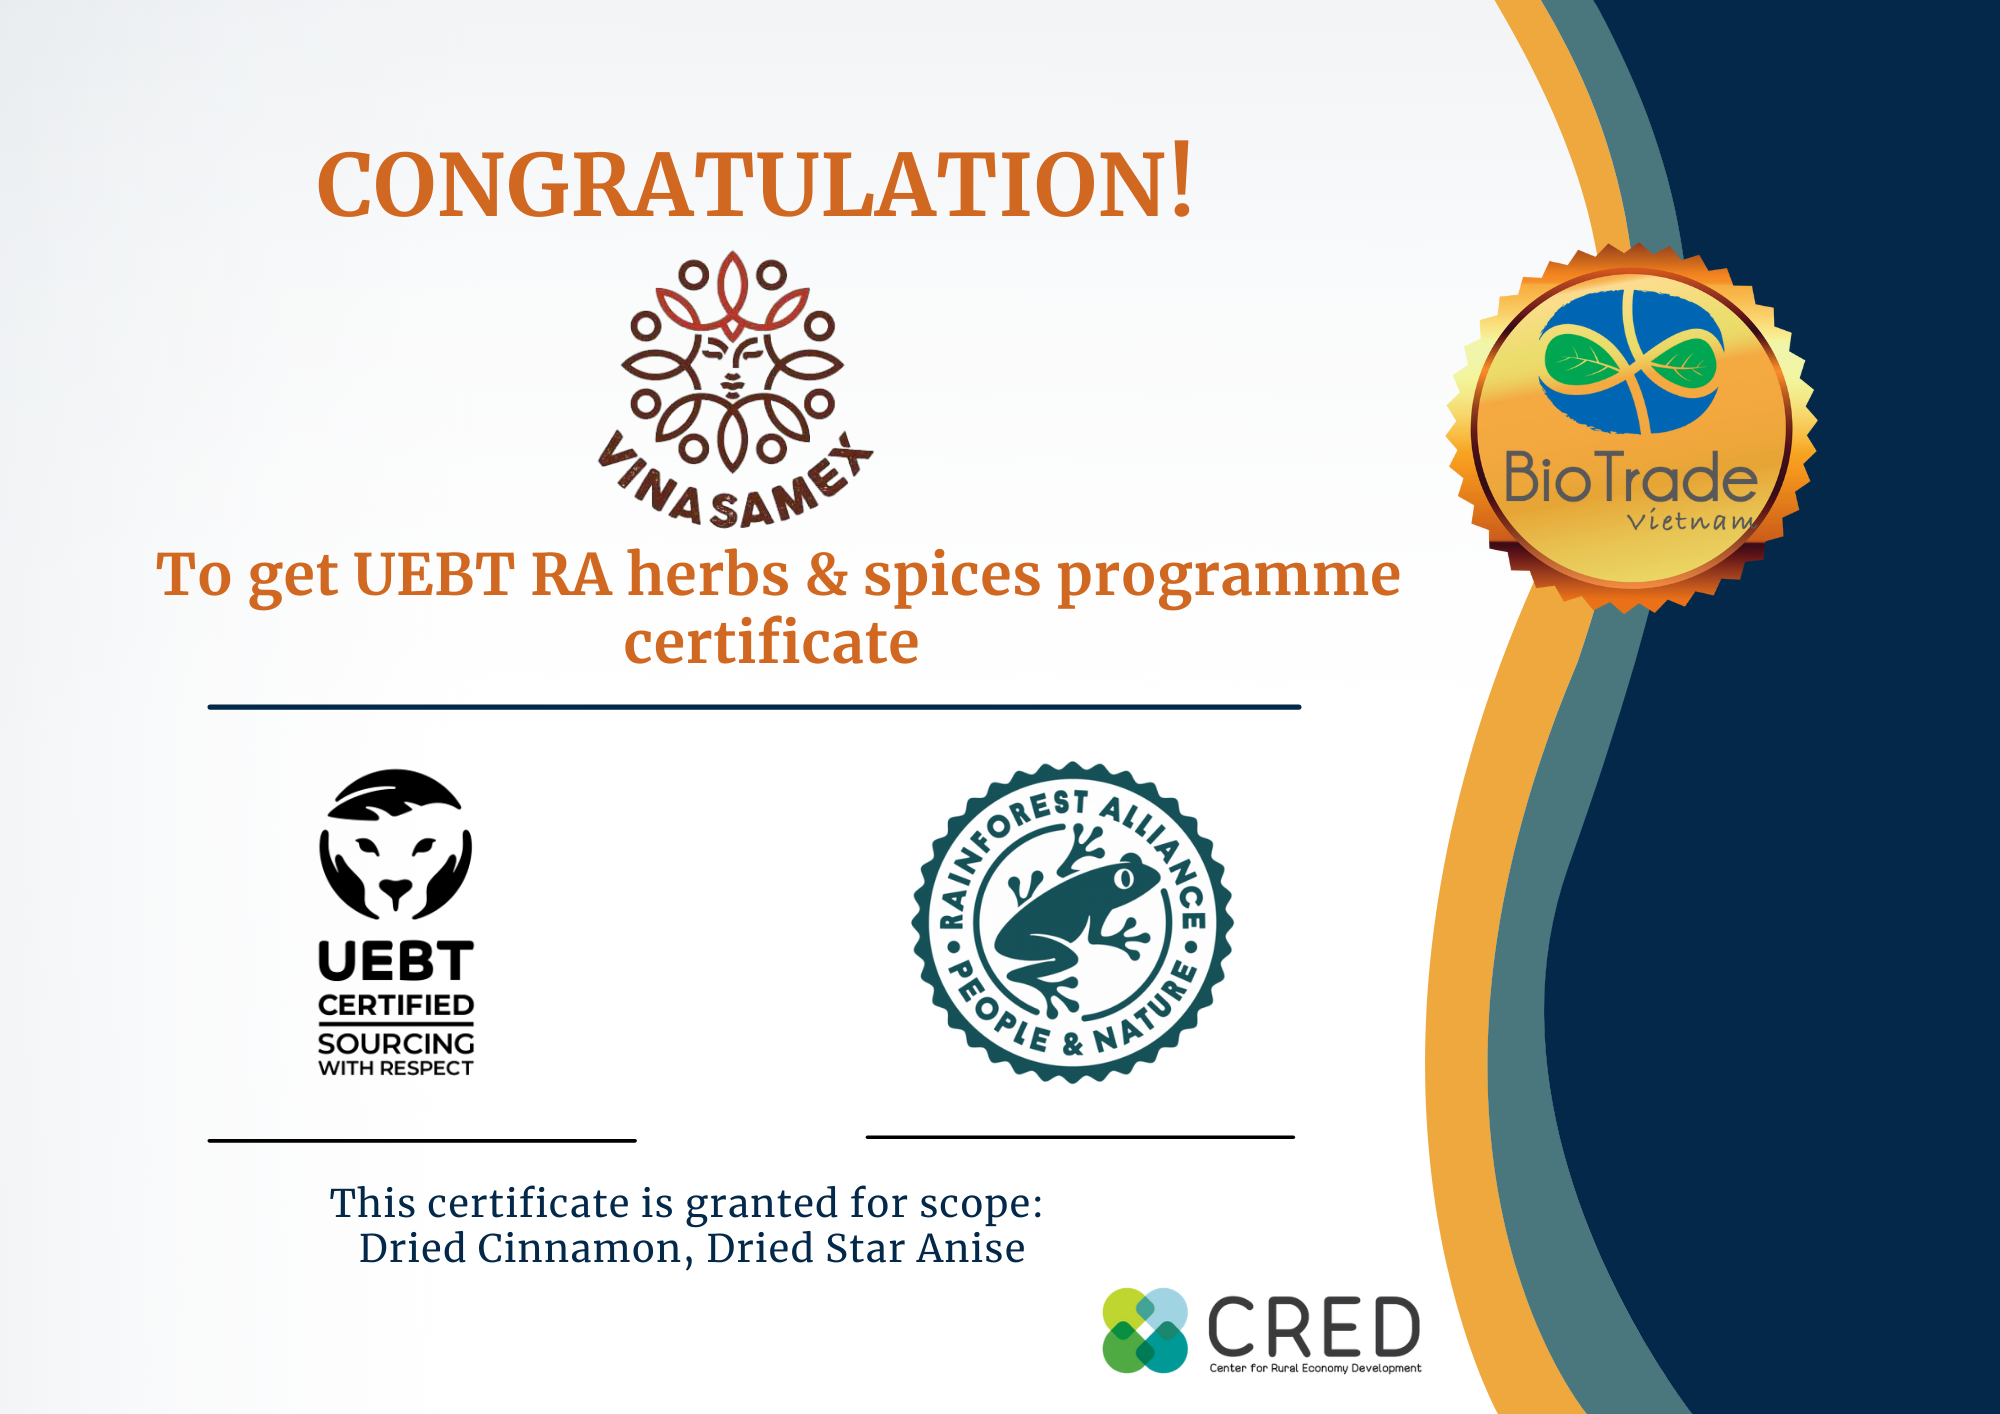 CONGRATULATION!
VINASAMEX
To get UEBT RA herbs & spices programme
certificate
BioTrade
Vietnam
UEBT
CERTIFIED
SOURCING
WITH RESPECT
RAINFOREST ALLIANCE
PEOPLE & NATURE
This certificate is granted for scope:
Dried Cinnamon, Dried Star Anise
CRED
Center for Rural Economy Development